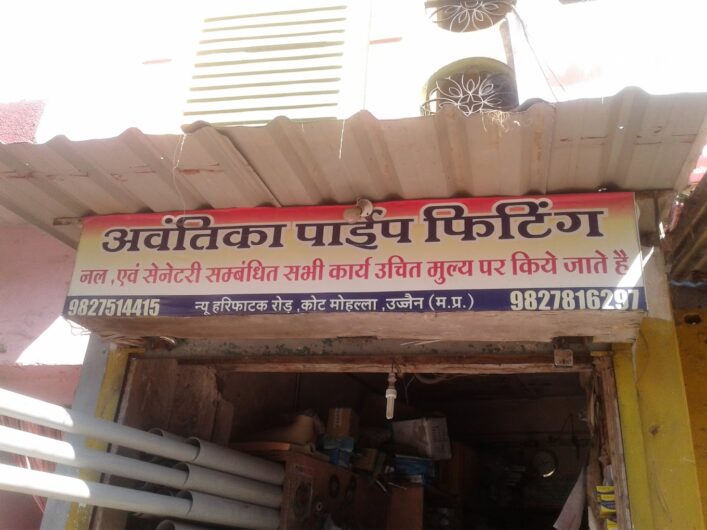 अवंतिका पाईप फिटिंग
नल , एवं सेनेटरी सम्बंधित सभी कार्य उचित मुल्य पर किये जाते है
9827514415 न्यू हरिफाटक रोड़ ,कोट मोहल्ला ,उज्जैन (म.प्र.) 9827816297